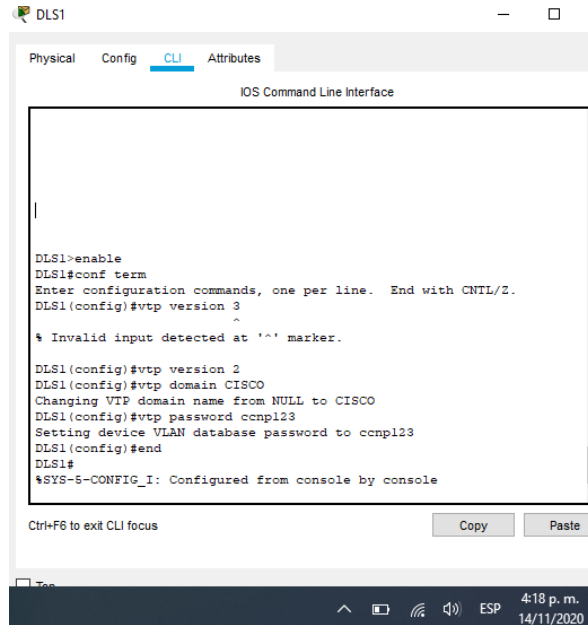 DLS1
Physical Config CLI Attributes
IOS Command Line Interface
DLS1>enable
DLS1#conf term
Enter configuration commands, one per line. End with CNTL/Z.
DLS1(config)#vtp version 3
^
% Invalid input detected at '^' marker.
DLS1(config)#vtp version 2
DLS1(config)#vtp domain CISCO
Changing VTP domain name from NULL to CISCO
DLS1(config)#vtp password ccnp123
Setting device VLAN database password to ccnp123
DLS1(config)#end
DLS1#
%SYS-5-CONFIG_I: Configured from console by console
Ctrl+F6 to exit CLI focus
Copy Paste
ESP
4:18 p. m.
14/11/2020